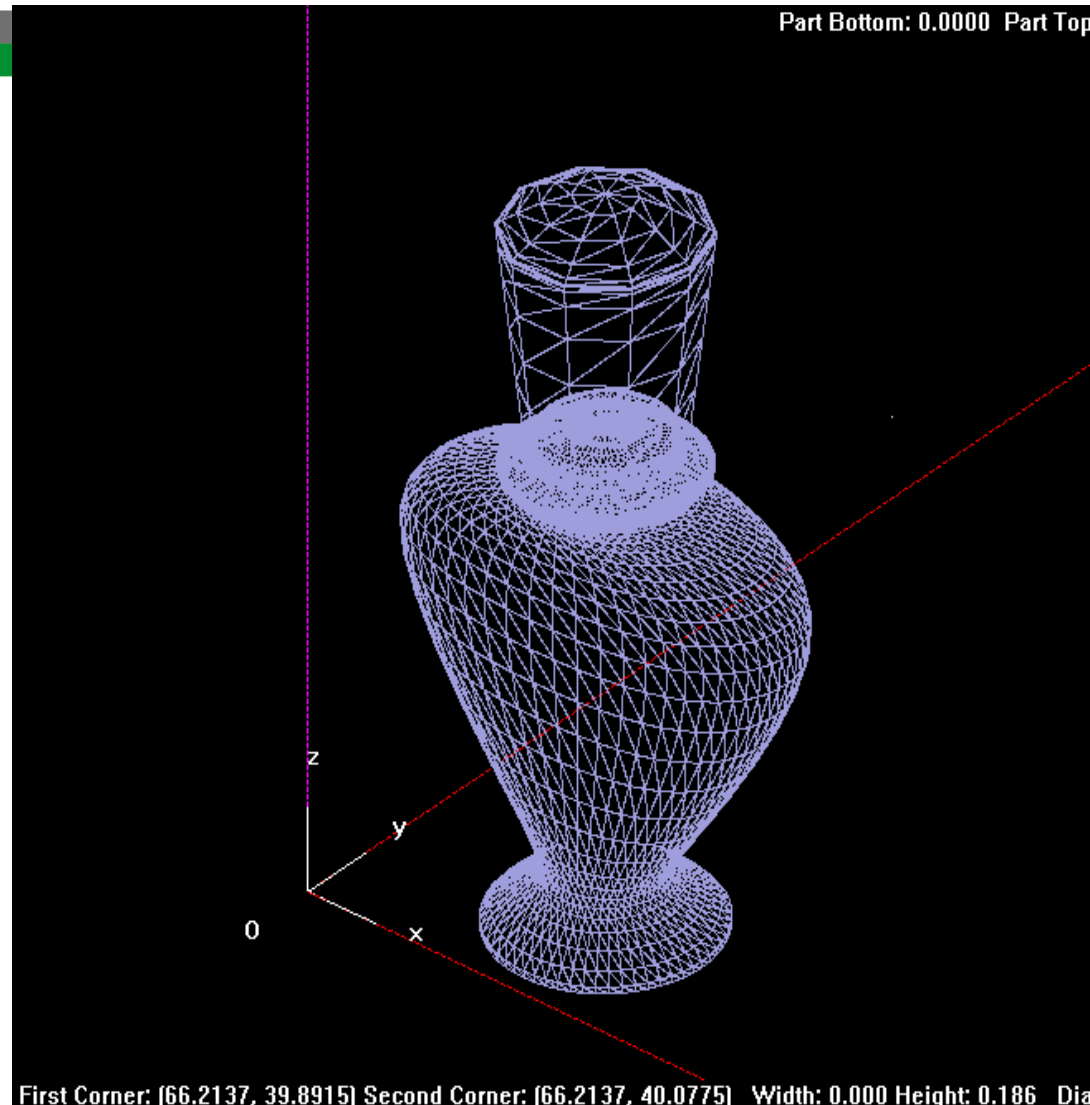 Part Bottom: 0.0000 Part Top
z
y
x
0
First Corner: (66.2137, 39.8915) Second Corner: (66.2137, 40.0775) Width: 0.000 Height: 0.186 Dia